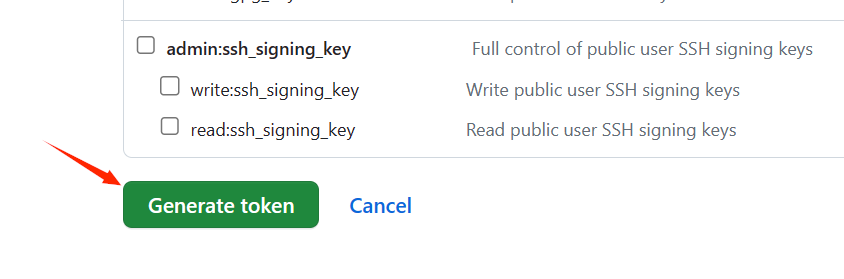 admin:ssh_signing_key Full control of public user SSH signing keys
write:ssh_signing_key Write public user SSH signing keys
read:ssh_signing_key Read public user SSH signing keys
Generate token Cancel